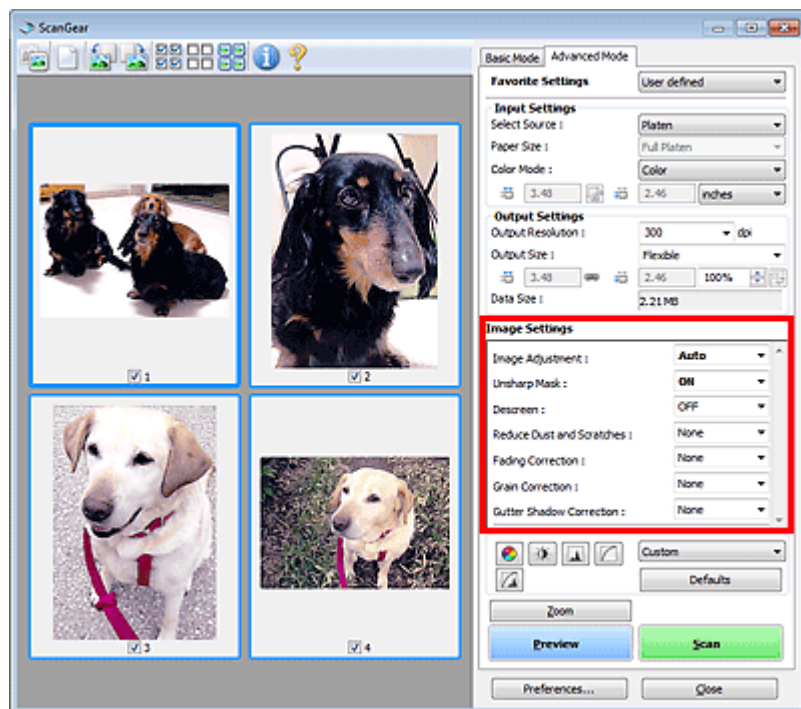 ScanGear
Basic Mode Advanced Mode
Favorite Settings User defined
Input Settings
Select Source : Platen
Paper Size : Full Platen
Color Mode : Color
3.48 2.46 inches
Output Settings
Output Resolution : 300 dpi
Output Size : Flexible
3.48 2.46 100%
Data Size : 2.21 MB
Image Settings
Image Adjustment : Auto
Unsharp Mask : ON
Descreen : OFF
Reduce Dust and Scratches : None
Fading Correction : None
Grain Correction : None
Gutter Shadow Correction : None
Custom
Defaults
Zoom
Preview Scan
Preferences... Close
1
2
3
4